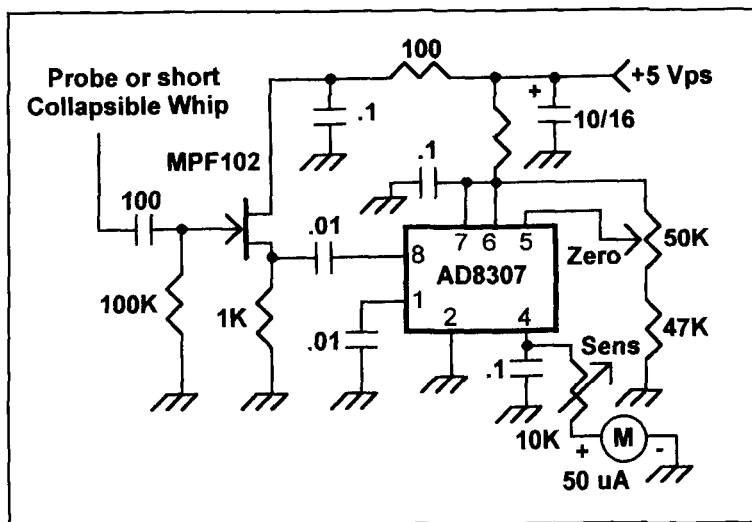 100
Probe or short
Collapsible Whip
+5 Vps
+
10/16
.1
MPF102
.1
100
.01
7 6 5
8
AD8307
Zero
50K
1
100K
1K
.01
2 4
47K
Sens
.1
10K
+ M -
50 uA